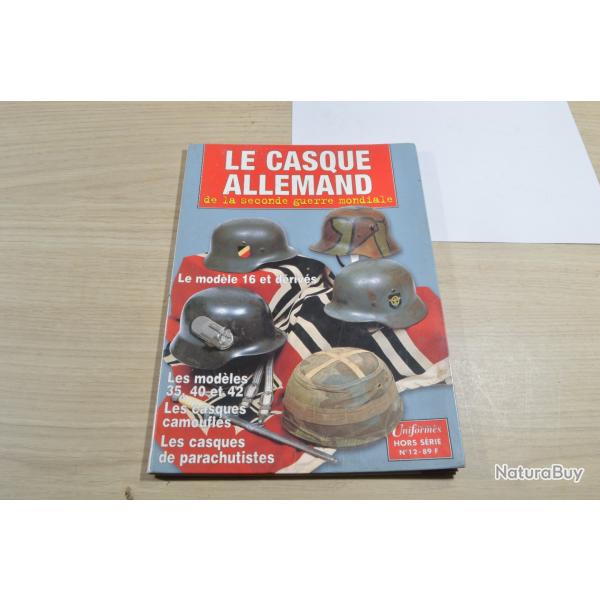 LE CASQUE
ALLEMAND
de la seconde guerre mondiale
Le modèle 16 et dérivés
Les modèles
35, 40 et 42
Les casques
camouflés
Les casques
de parachutistes
Uniformes
HORS SÉRIE
N°12 - 89 F
NaturaBuy